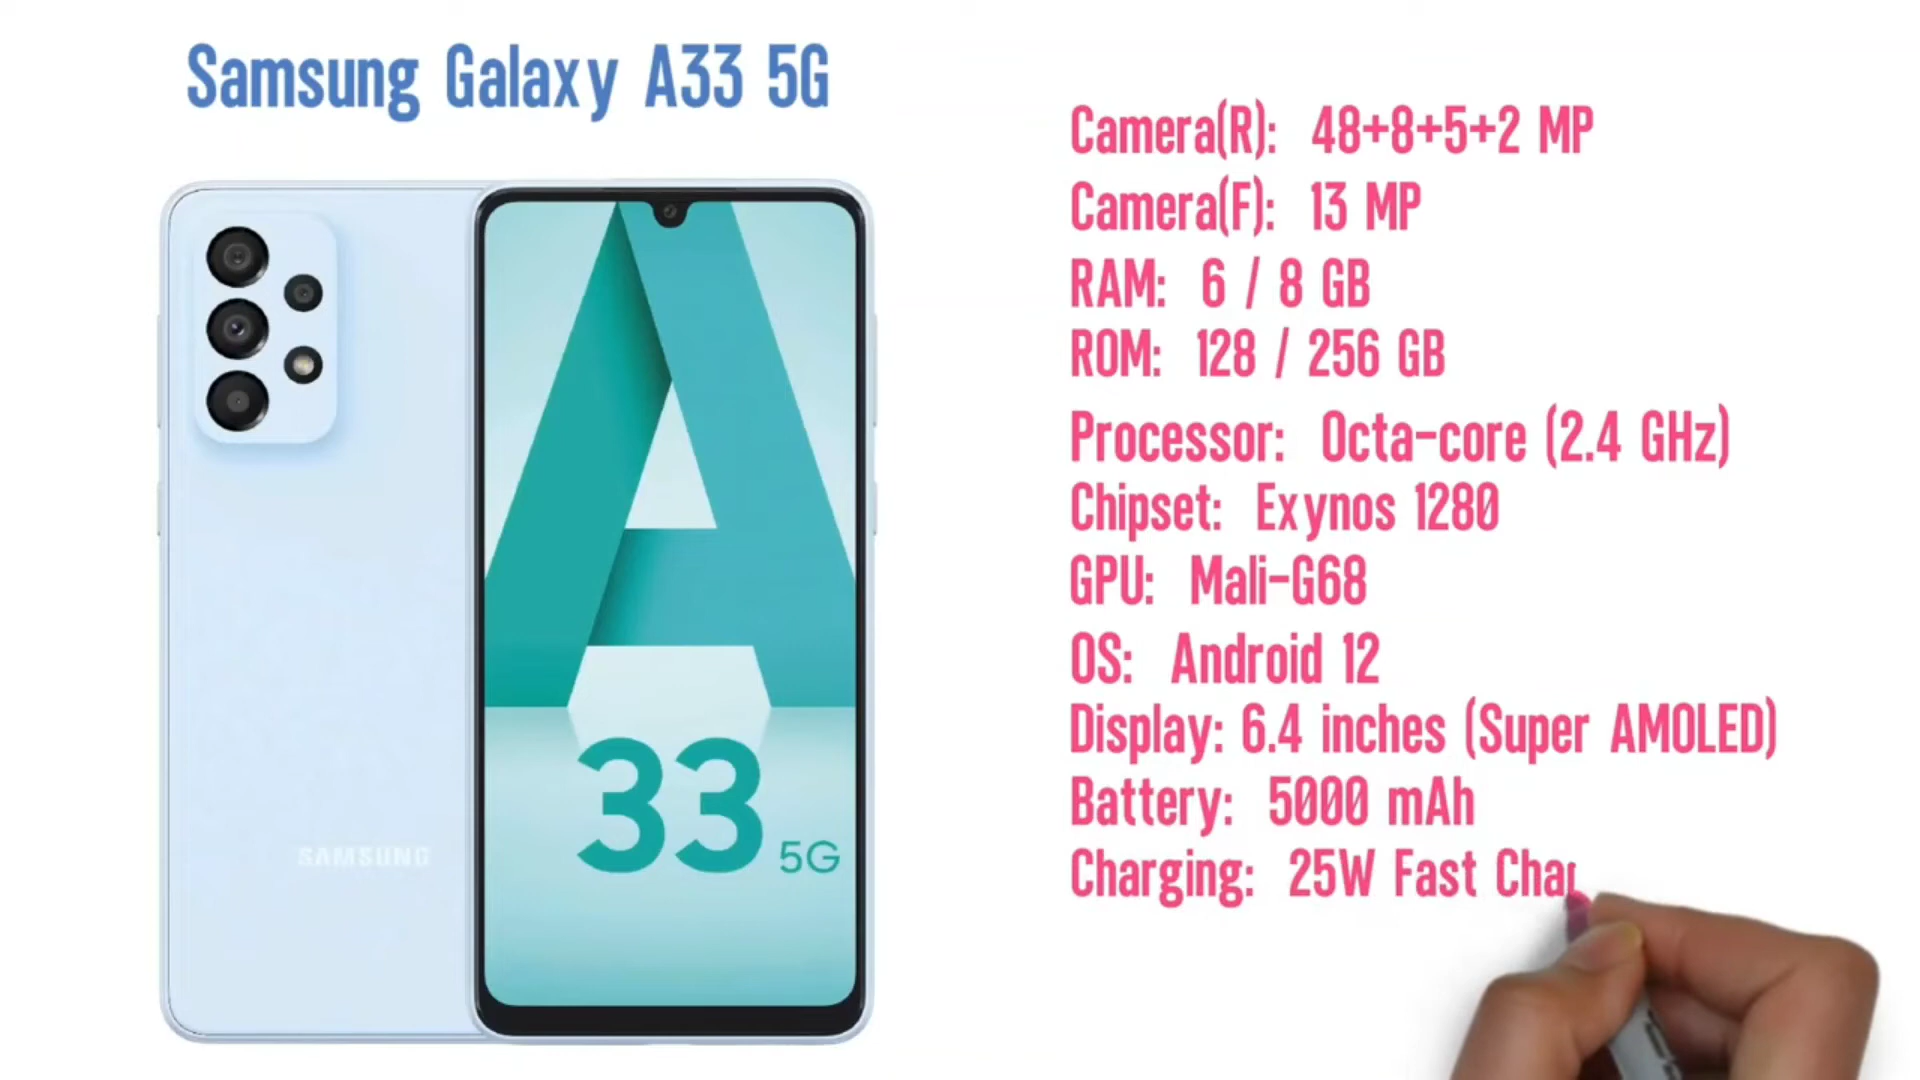 Samsung Galaxy A33 5G
Camera(R): 48+8+5+2 MP
Camera(F): 13 MP
RAM: 6 / 8 GB
ROM: 128 / 256 GB
Processor: Octa-core (2.4 GHz)
Chipset: Exynos 1280
GPU: Mali-G68
OS: Android 12
Display: 6.4 inches (Super AMOLED)
Battery: 5000 mAh
Charging: 25W Fast Char
SAMSUNG
A
33 5G